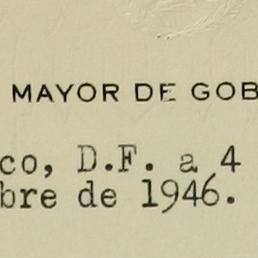 MAYOR DE GOB
co, D.F. a 4
bre de 1946.